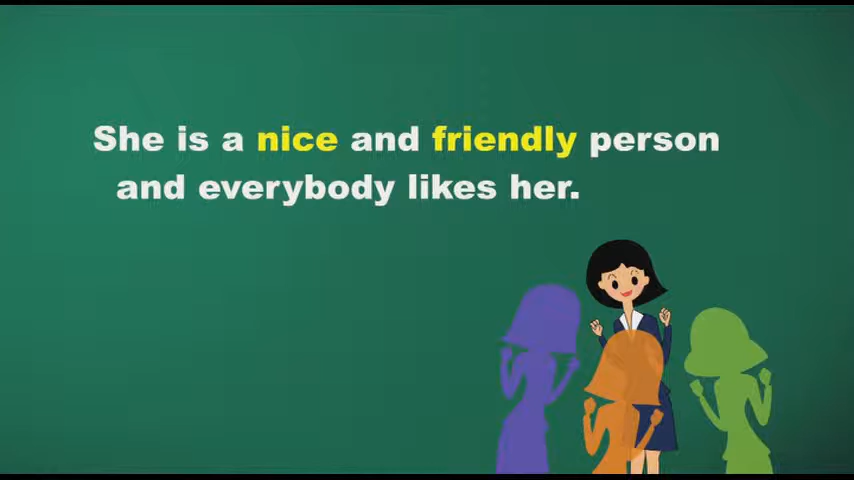 She is a nice and friendly person
and everybody likes her.